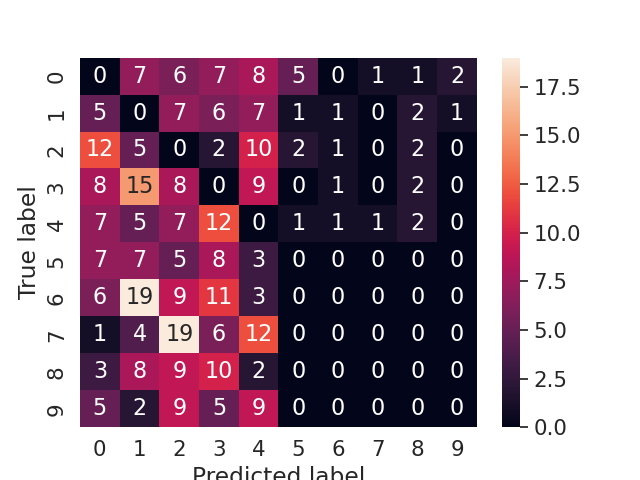 0 0 7 6 7 8 5 0 1 1 2
1 5 0 7 6 7 1 1 0 2 1
2 12 5 0 2 10 2 1 0 2 0
3 8 15 8 0 9 0 1 0 2 0
4 7 5 7 12 0 1 1 1 2 0
5 7 7 5 8 3 0 0 0 0 0
6 6 19 9 11 3 0 0 0 0 0
7 1 4 19 6 12 0 0 0 0 0
8 3 8 9 10 2 0 0 0 0 0
9 5 2 9 5 9 0 0 0 0 0
0 1 2 3 4 5 6 7 8 9
True label
Predicted label
17.5
15.0
12.5
10.0
7.5
5.0
2.5
0.0